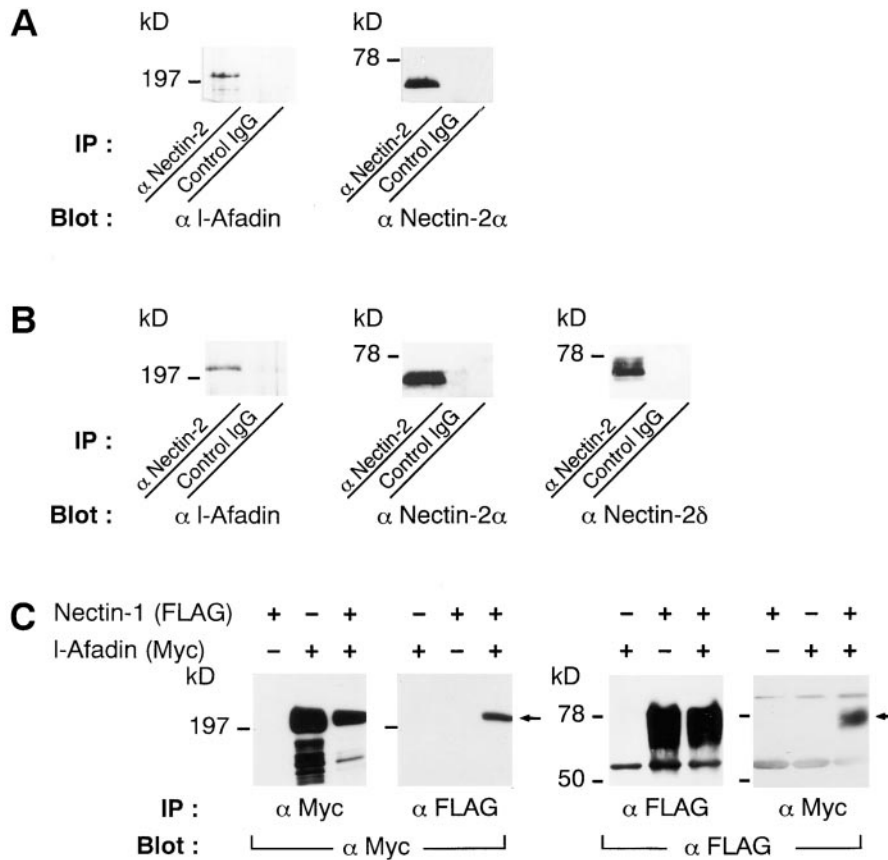 A
kD kD
78
197
IP : α Nectin-2 Control IgG α Nectin-2 Control IgG
Blot : α l-Afadin α Nectin-2α
B
kD kD kD
78 78
197
IP : α Nectin-2 Control IgG α Nectin-2 Control IgG α Nectin-2 Control IgG
Blot : α l-Afadin α Nectin-2α α Nectin-2δ
C
Nectin-1 (FLAG) + − + − + + − + + + − +
l-Afadin (Myc) − + + + − + + − + − + +
kD kD
197 78
50
IP : α Myc α FLAG α FLAG α Myc
Blot : α Myc α FLAG